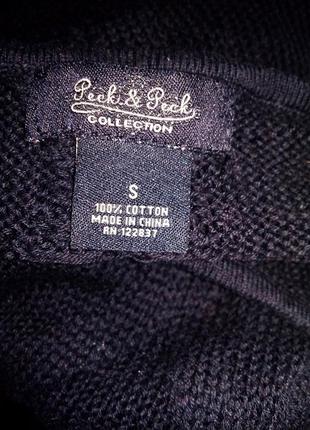 Peck & Peck
COLLECTION
S
100% COTTON
MADE IN CHINA
RN:122837